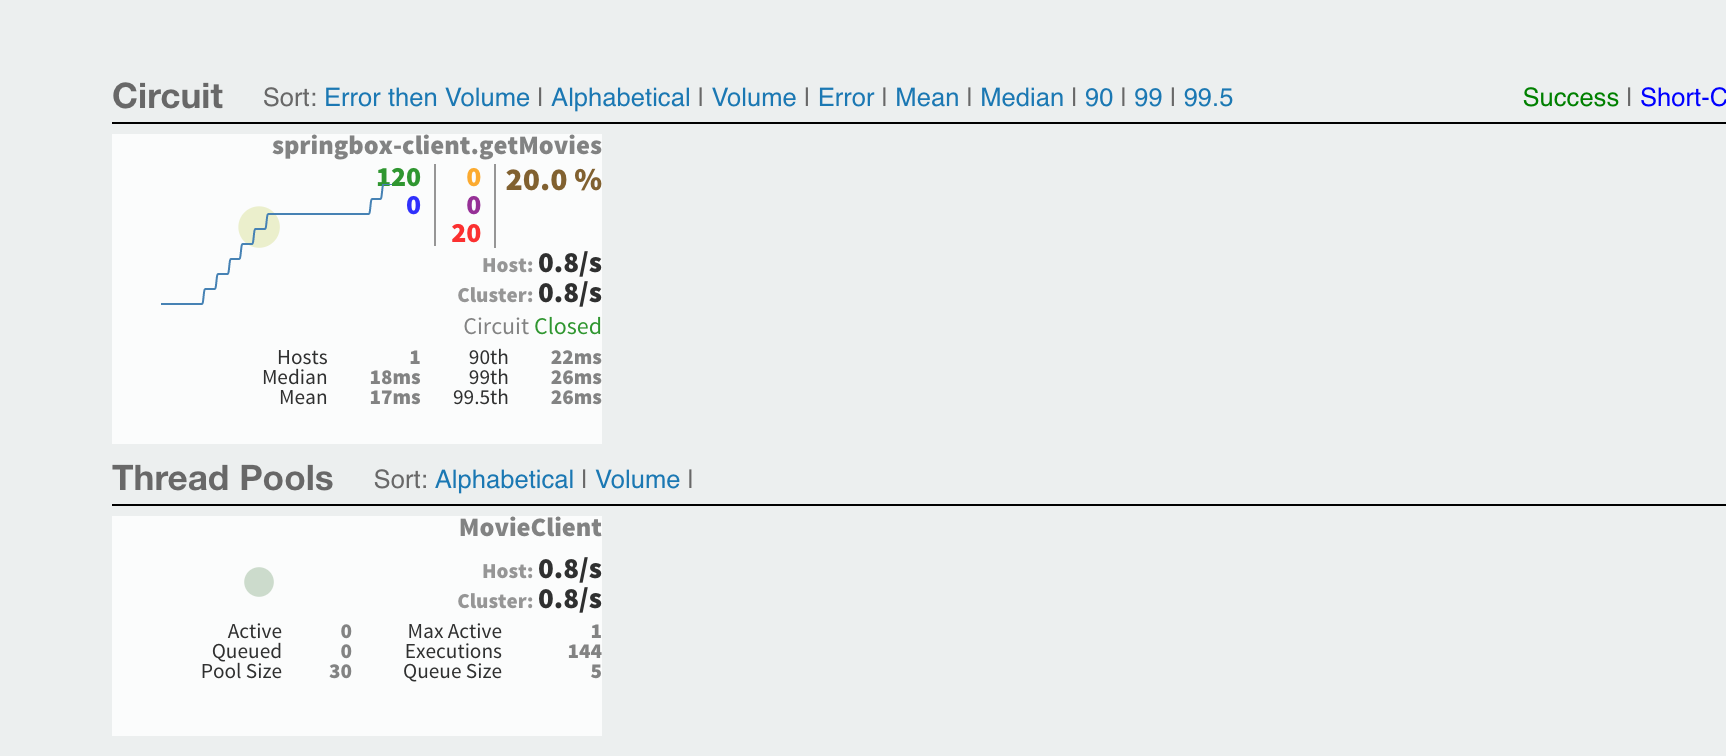 Circuit Sort: Error then Volume | Alphabetical | Volume | Error | Mean | Median | 90 | 99 | 99.5 Success | Short-C
springbox-client.getMovies
120 0 20.0 %
0 0
20
Host: 0.8/s
Cluster: 0.8/s
Circuit Closed
Hosts 1 90th 22ms
Median 18ms 99th 26ms
Mean 17ms 99.5th 26ms
Thread Pools Sort: Alphabetical | Volume |
MovieClient
Host: 0.8/s
Cluster: 0.8/s
Active 0 Max Active 1
Queued 0 Executions 144
Pool Size 30 Queue Size 5